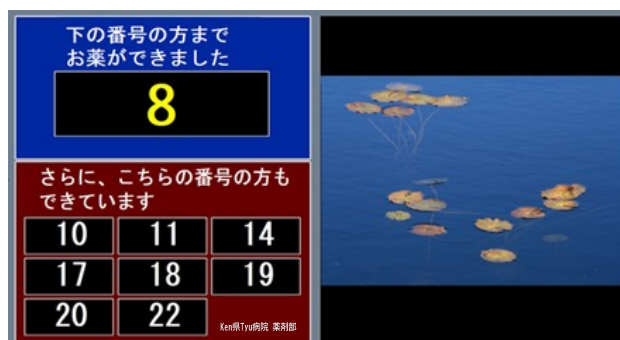 下の番号の方まで
お薬ができました
8
さらに、こちらの番号の方も
できています
10 11 14
17 18 19
20 22
Ken県Tyu病院 薬剤部